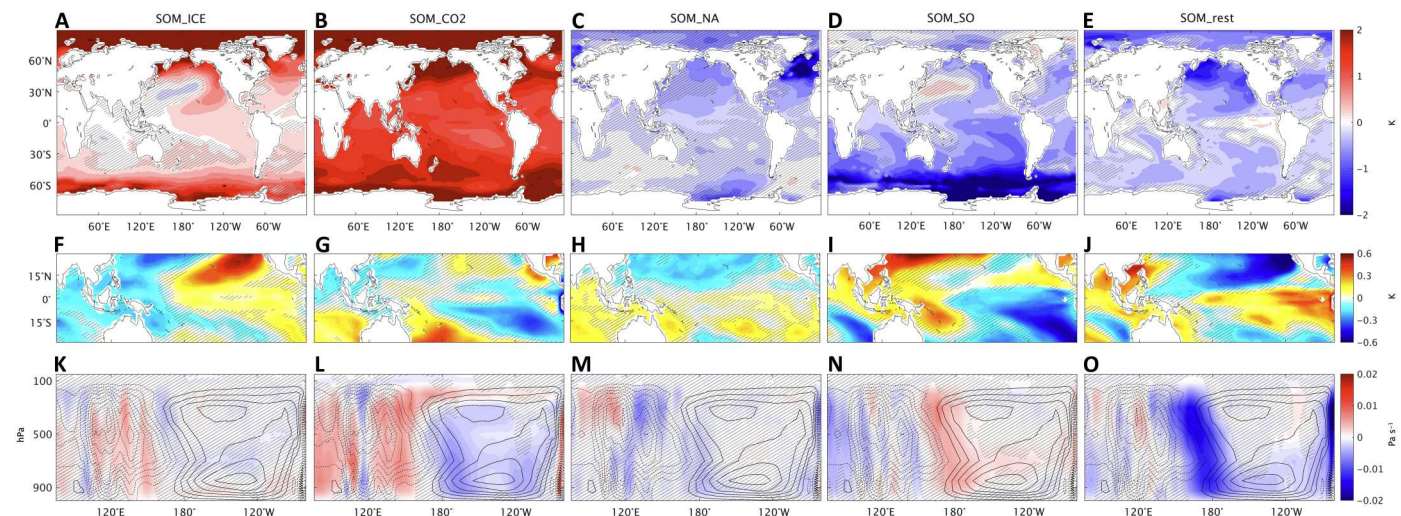 SOM_ICE SOM_CO2 SOM_NA SOM_SO SOM_rest
A B C D E
60°N
30°N
0°
30°S
60°S
60°E 120°E 180° 120°W 60°W 60°E 120°E 180° 120°W 60°W 60°E 120°E 180° 120°W 60°W 60°E 120°E 180° 120°W 60°W 60°E 120°E 180° 120°W 60°W
2
1
0
−1
−2
K
F G H I J
15°N
0°
15°S
0.6
0.3
0
−0.3
−0.6
K
K L M N O
100
500
900
hPa
120°E 180° 120°W 120°E 180° 120°W 120°E 180° 120°W 120°E 180° 120°W 120°E 180° 120°W
0.02
0.01
0
−0.01
−0.02
Pa s⁻¹